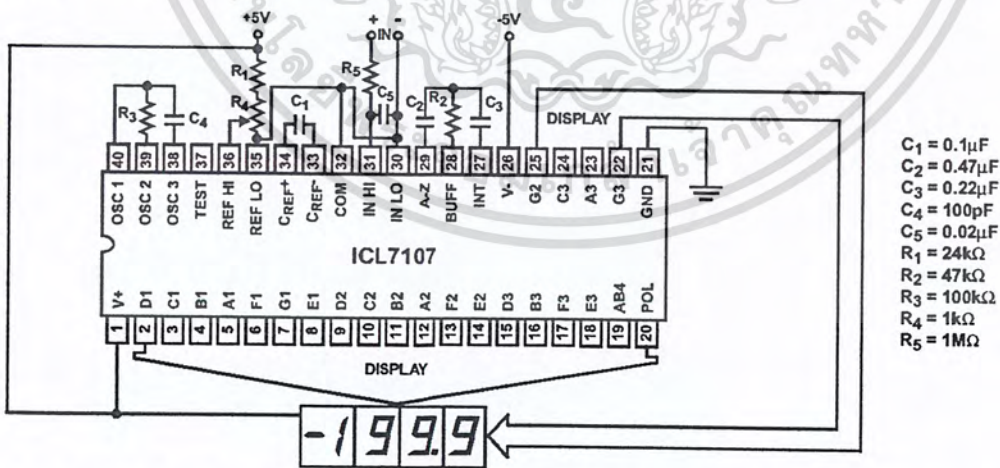 +5V
+
IN
-
-5V
R1
R5
R4
C1
C5
C2
R2
C3
DISPLAY
R3
C4
40 39 38 37 36 35 34 33 32 31 30 29 28 27 26 25 24 23 22 21
OSC 1 OSC 2 OSC 3 TEST REF HI REF LO CREF+ CREF- COM IN HI IN LO A-Z BUFF INT V- G2 C3 A3 G3 GND
ICL7107
V+ D1 C1 B1 A1 F1 G1 E1 D2 C2 B2 A2 F2 E2 D3 B3 F3 E3 AB4 POL
1 2 3 4 5 6 7 8 9 10 11 12 13 14 15 16 17 18 19 20
DISPLAY
-1 9 9.9
C1 = 0.1µF
C2 = 0.47µF
C3 = 0.22µF
C4 = 100pF
C5 = 0.02µF
R1 = 24kΩ
R2 = 47kΩ
R3 = 100kΩ
R4 = 1kΩ
R5 = 1MΩ